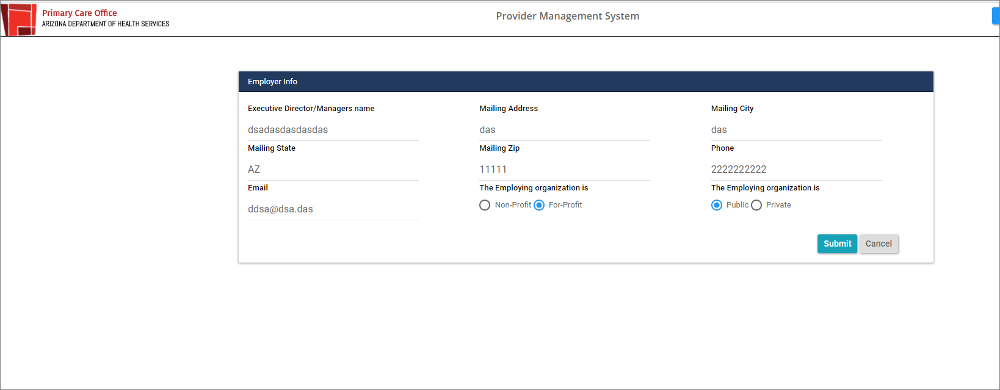 Primary Care Office
ARIZONA DEPARTMENT OF HEALTH SERVICES
Provider Management System
Employer Info
Executive Director/Managers name
Mailing Address
Mailing City
dsadasdasdasdas
das
das
Mailing State
Mailing Zip
Phone
AZ
11111
2222222222
Email
The Employing organization is
The Employing organization is
ddsa@dsa.das
Non-Profit
For-Profit
Public
Private
Submit
Cancel